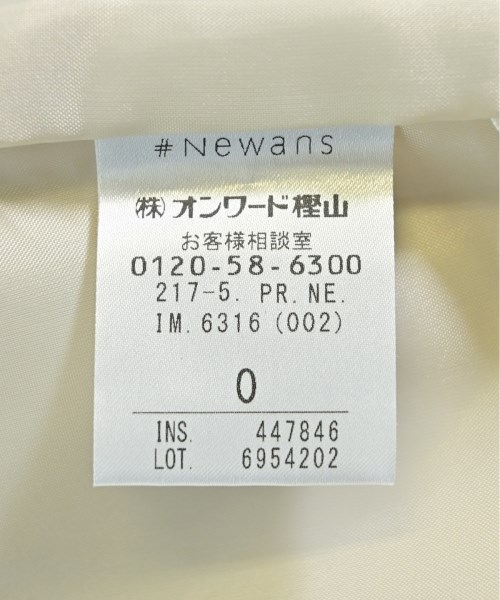 #Newans
(株)オンワード樫山
お客様相談室
0120-58-6300
217-5. PR. NE.
IM. 6316 (002)
0
INS. 447846
LOT. 6954202